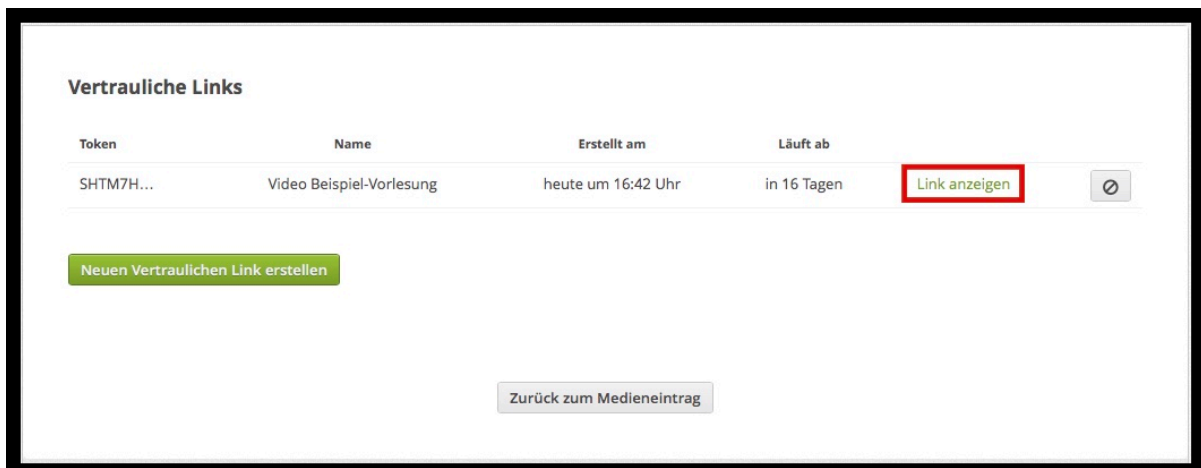 Vertrauliche Links
Token Name Erstellt am Läuft ab
SHTM7H... Video Beispiel-Vorlesung heute um 16:42 Uhr in 16 Tagen Link anzeigen
Neuen Vertraulichen Link erstellen
Zurück zum Medieneintrag